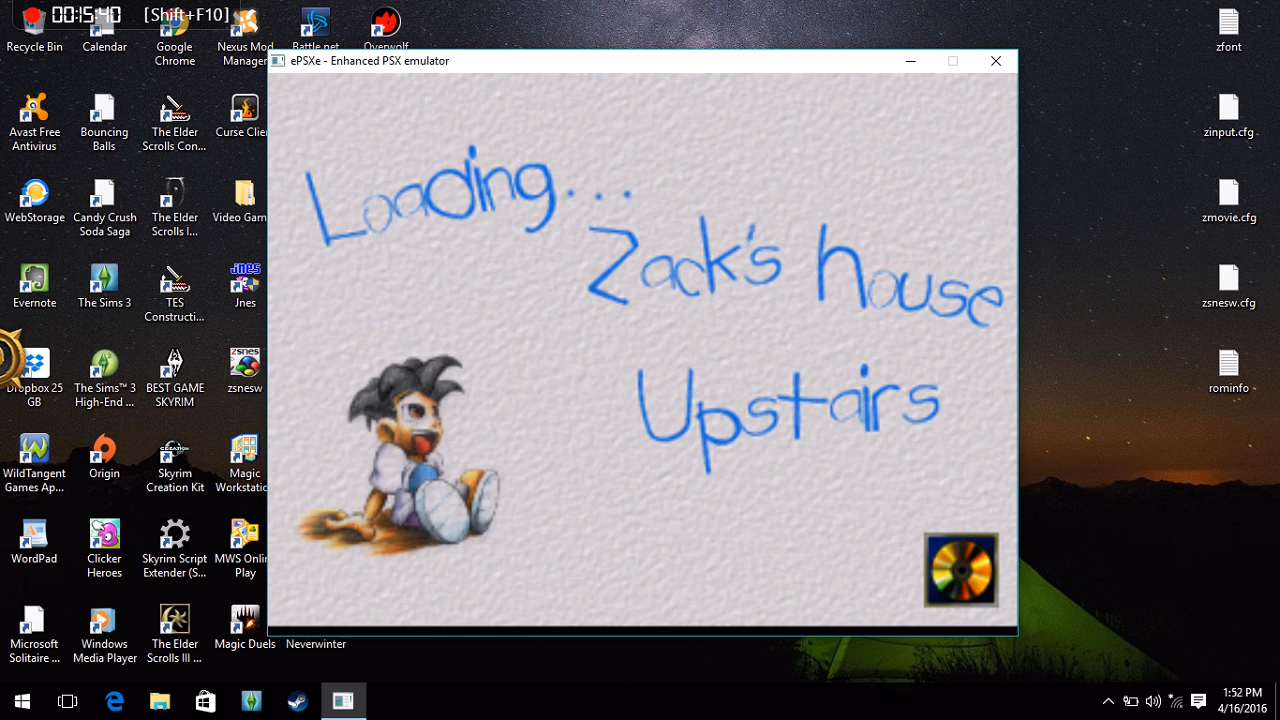 00:15:40 [Shift+F10]
Recycle Bin
Calendar
Google
Chrome
Nexus Mod
Manager
Battle.net
Overwolf
zfont
ePSXe - Enhanced PSX emulator
Avast Free
Antivirus
Bouncing
Balls
The Elder
Scrolls Con...
Curse Clie
zinput.cfg
Loading...
Zack's house
Upstairs
WebStorage
Candy Crush
Soda Saga
The Elder
Scrolls I...
Video Gam
zmovie.cfg
Evernote
The Sims 3
TES
Constructi...
JNES
Jnes
zsnesw.cfg
Dropbox 25
GB
The Sims™ 3
High-End ...
BEST GAME
SKYRIM
zsnes
zsnesw
rominfo
WildTangent
Games Ap...
Origin
CREATION
Skyrim
Creation Kit
Magic
Workstatio
WordPad
Clicker
Heroes
Skyrim Script
Extender (S...
MWS Onlin
Play
Microsoft
Solitaire ...
Windows
Media Player
The Elder
Scrolls III ...
Magic Duels
Neverwinter
1:52 PM
4/16/2016